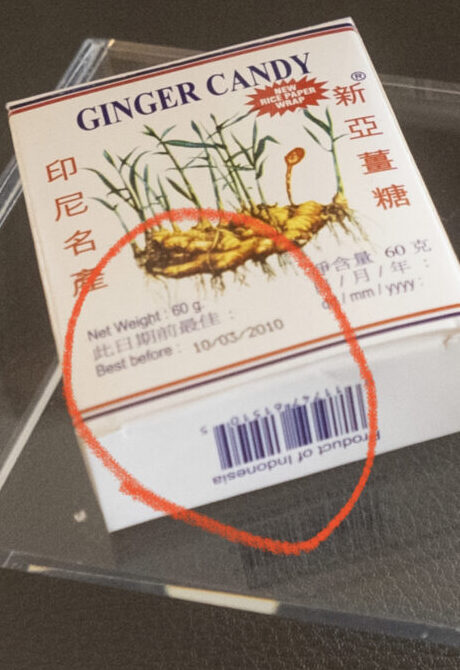 GINGER CANDY
®
NEW
RICE PAPER
WRAP
印尼名產
新亞薑糖
Net Weight : 60 g.
淨含量 60 克
此日期前最佳 :
日 / 月 / 年 :
Best before : 10/03/2010
/ mm / yyyy :
Product of Indonesia